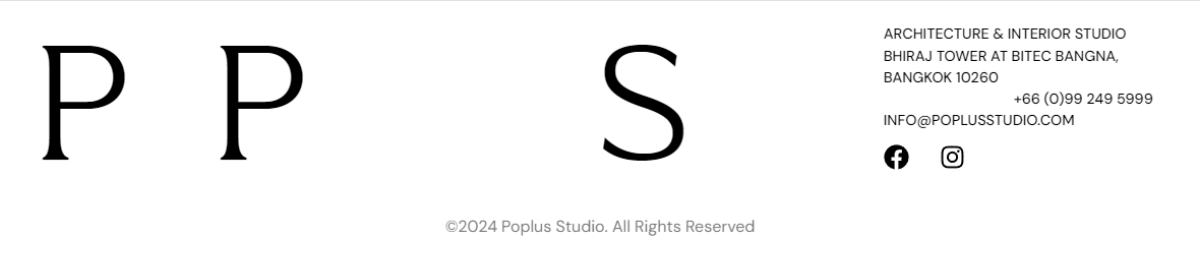 P P S
ARCHITECTURE & INTERIOR STUDIO
BHIRAJ TOWER AT BITEC BANGNA,
BANGKOK 10260
+66 (0)99 249 5999
INFO@POPLUSSTUDIO.COM
©2024 Poplus Studio. All Rights Reserved